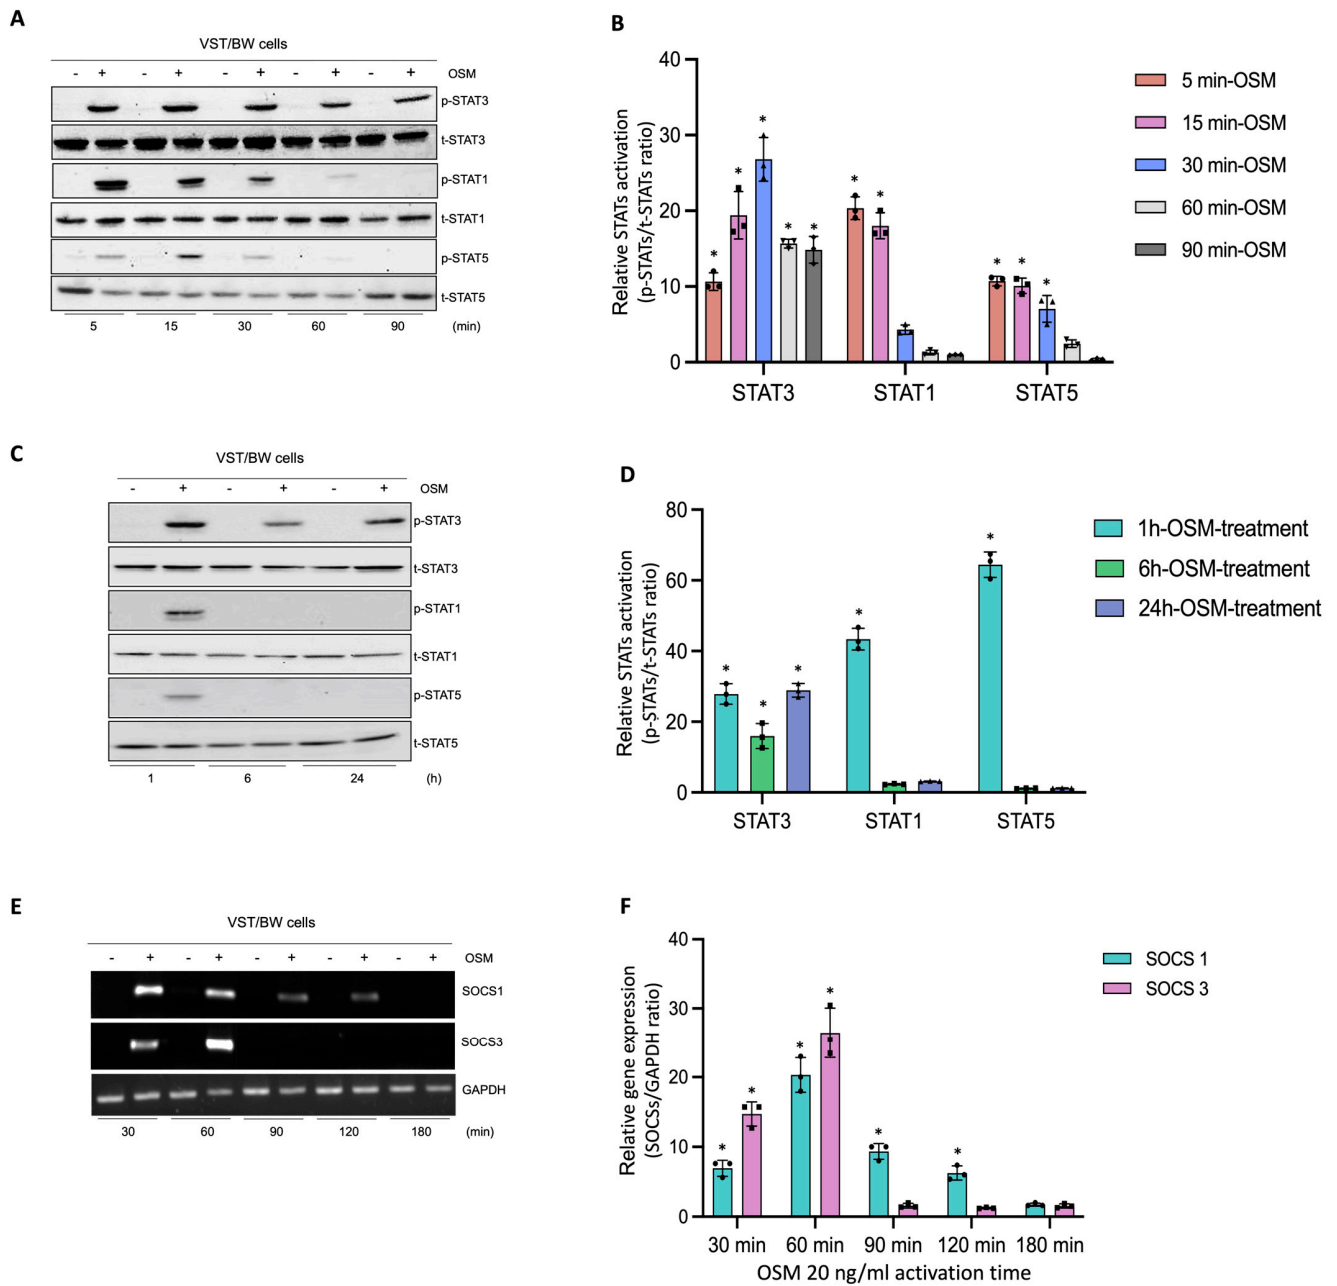 A
VST/BW cells
- + - + - + - + - + OSM
p-STAT3
t-STAT3
p-STAT1
t-STAT1
p-STAT5
t-STAT5
5 15 30 60 90 (min)
B
Relative STATs activation
(p-STATs/t-STATs ratio)
40
30
20
10
0
* * * * *
* *
* * *
STAT3 STAT1 STAT5
5 min-OSM
15 min-OSM
30 min-OSM
60 min-OSM
90 min-OSM
C
VST/BW cells
- + - + - + OSM
p-STAT3
t-STAT3
p-STAT1
t-STAT1
p-STAT5
t-STAT5
1 6 24 (h)
D
Relative STATs activation
(p-STATs/t-STATs ratio)
80
60
40
20
0
* * *
*
*
STAT3 STAT1 STAT5
1h-OSM-treatment
6h-OSM-treatment
24h-OSM-treatment
E
VST/BW cells
- + - + - + - + - + OSM
SOCS1
SOCS3
GAPDH
30 60 90 120 180 (min)
F
Relative gene expression
(SOCSs/GAPDH ratio)
40
30
20
10
0
* * * * * *
30 min 60 min 90 min 120 min 180 min
OSM 20 ng/ml activation time
SOCS 1
SOCS 3